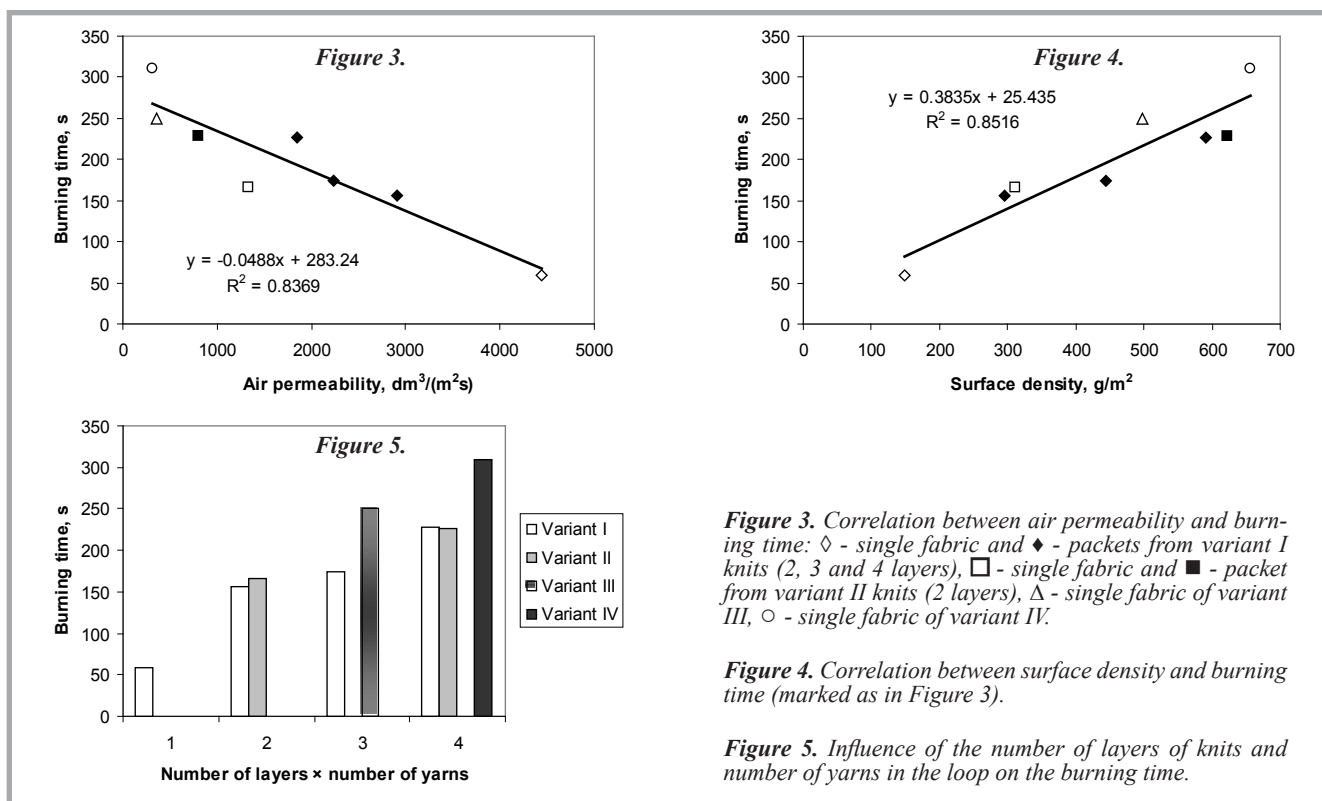 350
300
250
200
150
100
50
0
Burning time, s
Figure 3.
y = -0.0488x + 283.24
R² = 0.8369
0 1000 2000 3000 4000 5000
Air permeability, dm³/(m²s)
350
300
250
200
150
100
50
0
Burning time, s
Figure 4.
y = 0.3835x + 25.435
R² = 0.8516
0 100 200 300 400 500 600 700
Surface density, g/m²
350
300
250
200
150
100
50
0
Burning time, s
Figure 5.
1 2 3 4
Number of layers × number of yarns
Variant I
Variant II
Variant III
Variant IV
Figure 3. Correlation between air permeability and burn-
ing time: ◊ - single fabric and ♦ - packets from variant I
knits (2, 3 and 4 layers), □ - single fabric and ■ - packet
from variant II knits (2 layers), Δ - single fabric of variant
III, ○ - single fabric of variant IV.
Figure 4. Correlation between surface density and burning
time (marked as in Figure 3).
Figure 5. Influence of the number of layers of knits and
number of yarns in the loop on the burning time.